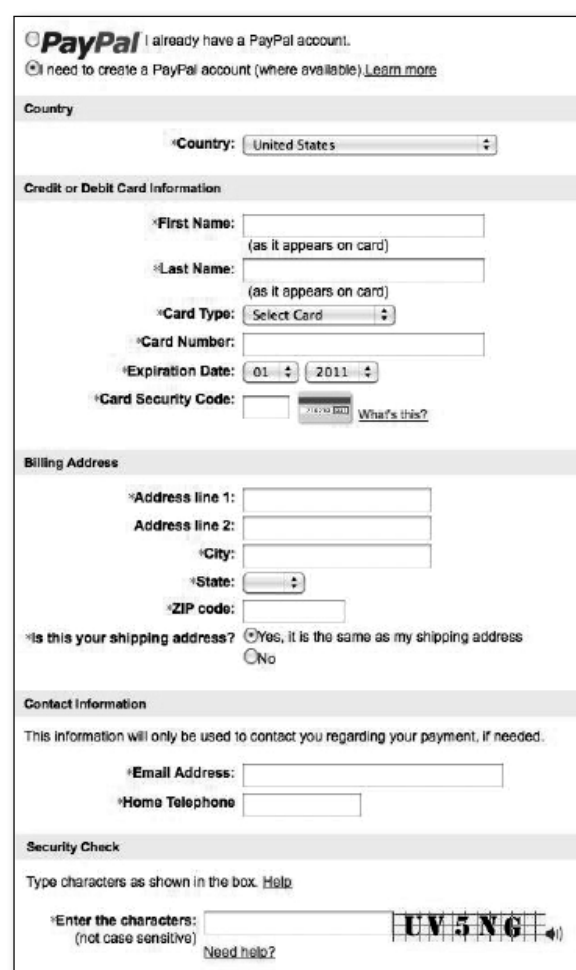 PayPal I already have a PayPal account.
I need to create a PayPal account (where available).Learn more
Country
*Country: United States
Credit or Debit Card Information
*First Name:
(as it appears on card)
*Last Name:
(as it appears on card)
*Card Type: Select Card
*Card Number:
*Expiration Date: 01 2011
*Card Security Code: What's this?
Billing Address
*Address line 1:
Address line 2:
*City:
*State:
*ZIP code:
*Is this your shipping address? Yes, it is the same as my shipping address
No
Contact Information
This information will only be used to contact you regarding your payment, if needed.
*Email Address:
*Home Telephone
Security Check
Type characters as shown in the box. Help
*Enter the characters: UV5NG
(not case sensitive)
Need help?